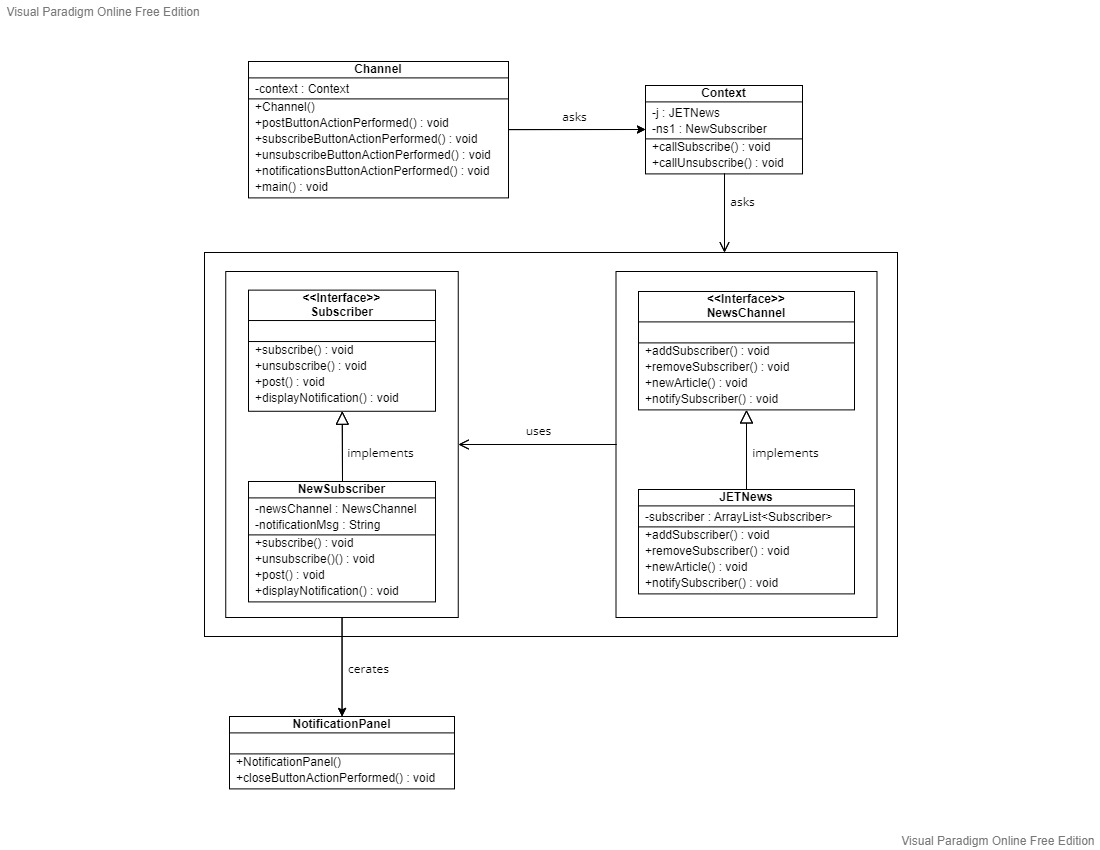 Visual Paradigm Online Free Edition
Channel
-context : Context
+Channel()
+postButtonActionPerformed() : void
+subscribeButtonActionPerformed() : void
+unsubscribeButtonActionPerformed() : void
+notificationsButtonActionPerformed() : void
+main() : void
asks
Context
-j : JETNews
-ns1 : NewSubscriber
+callSubscribe() : void
+callUnsubscribe() : void
asks
<<Interface>>
Subscriber
+subscribe() : void
+unsubscribe() : void
+post() : void
+displayNotification() : void
<<Interface>>
NewsChannel
+addSubscriber() : void
+removeSubscriber() : void
+newArticle() : void
+notifySubscriber() : void
uses
implements
implements
NewSubscriber
-newsChannel : NewsChannel
-notificationMsg : String
+subscribe() : void
+unsubscribe()() : void
+post() : void
+displayNotification() : void
JETNews
-subscriber : ArrayList<Subscriber>
+addSubscriber() : void
+removeSubscriber() : void
+newArticle() : void
+notifySubscriber() : void
cerates
NotificationPanel
+NotificationPanel()
+closeButtonActionPerformed() : void
Visual Paradigm Online Free Edition